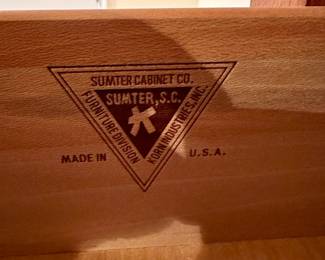 SUMTER CABINET CO.
SUMTER, S.C.
FURNITURE DIVISION
KORN INDUSTRIES, INC.
MADE IN U.S.A.